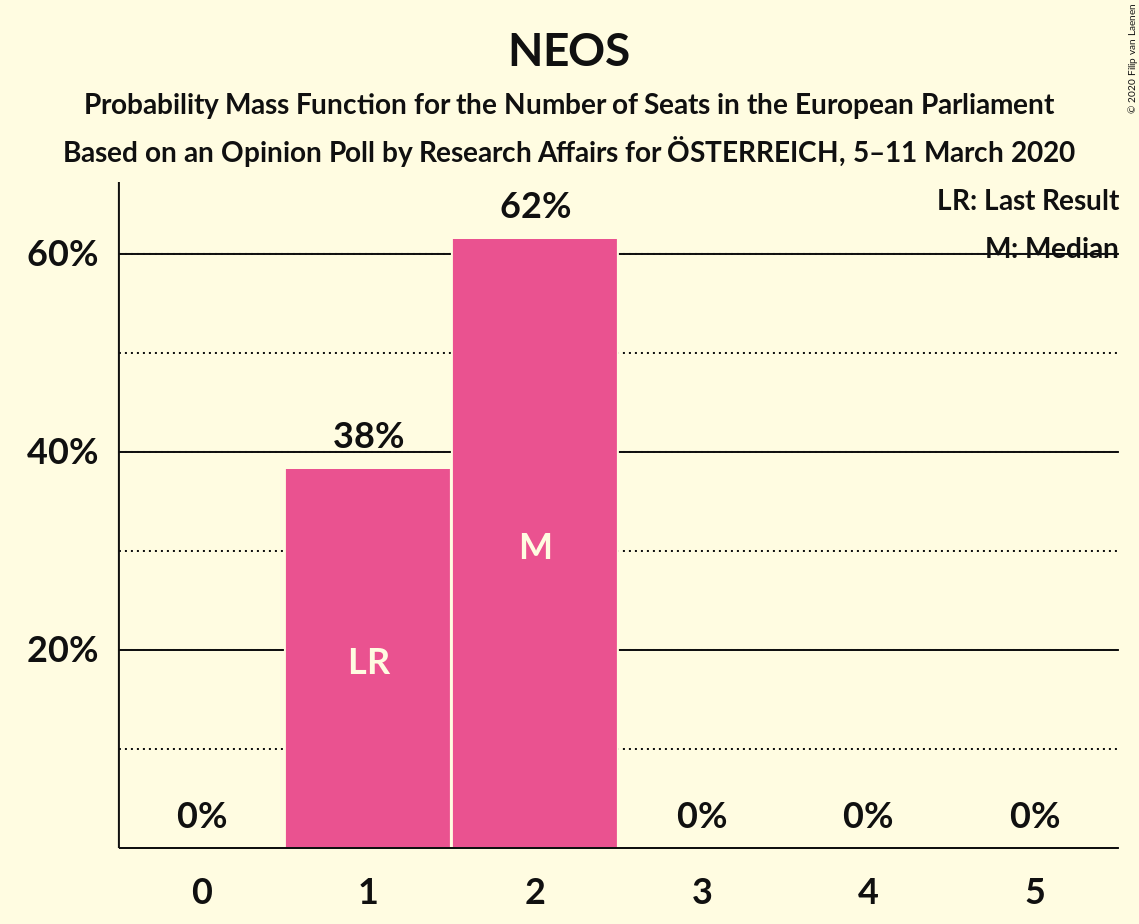 NEOS
Probability Mass Function for the Number of Seats in the European Parliament
Based on an Opinion Poll by Research Affairs for ÖSTERREICH, 5–11 March 2020
© 2020 Filip van Laenen
LR: Last Result
M: Median
62%
60%
38%
40%
M
LR
20%
0%
0%
0%
0%
0
1
2
3
4
5